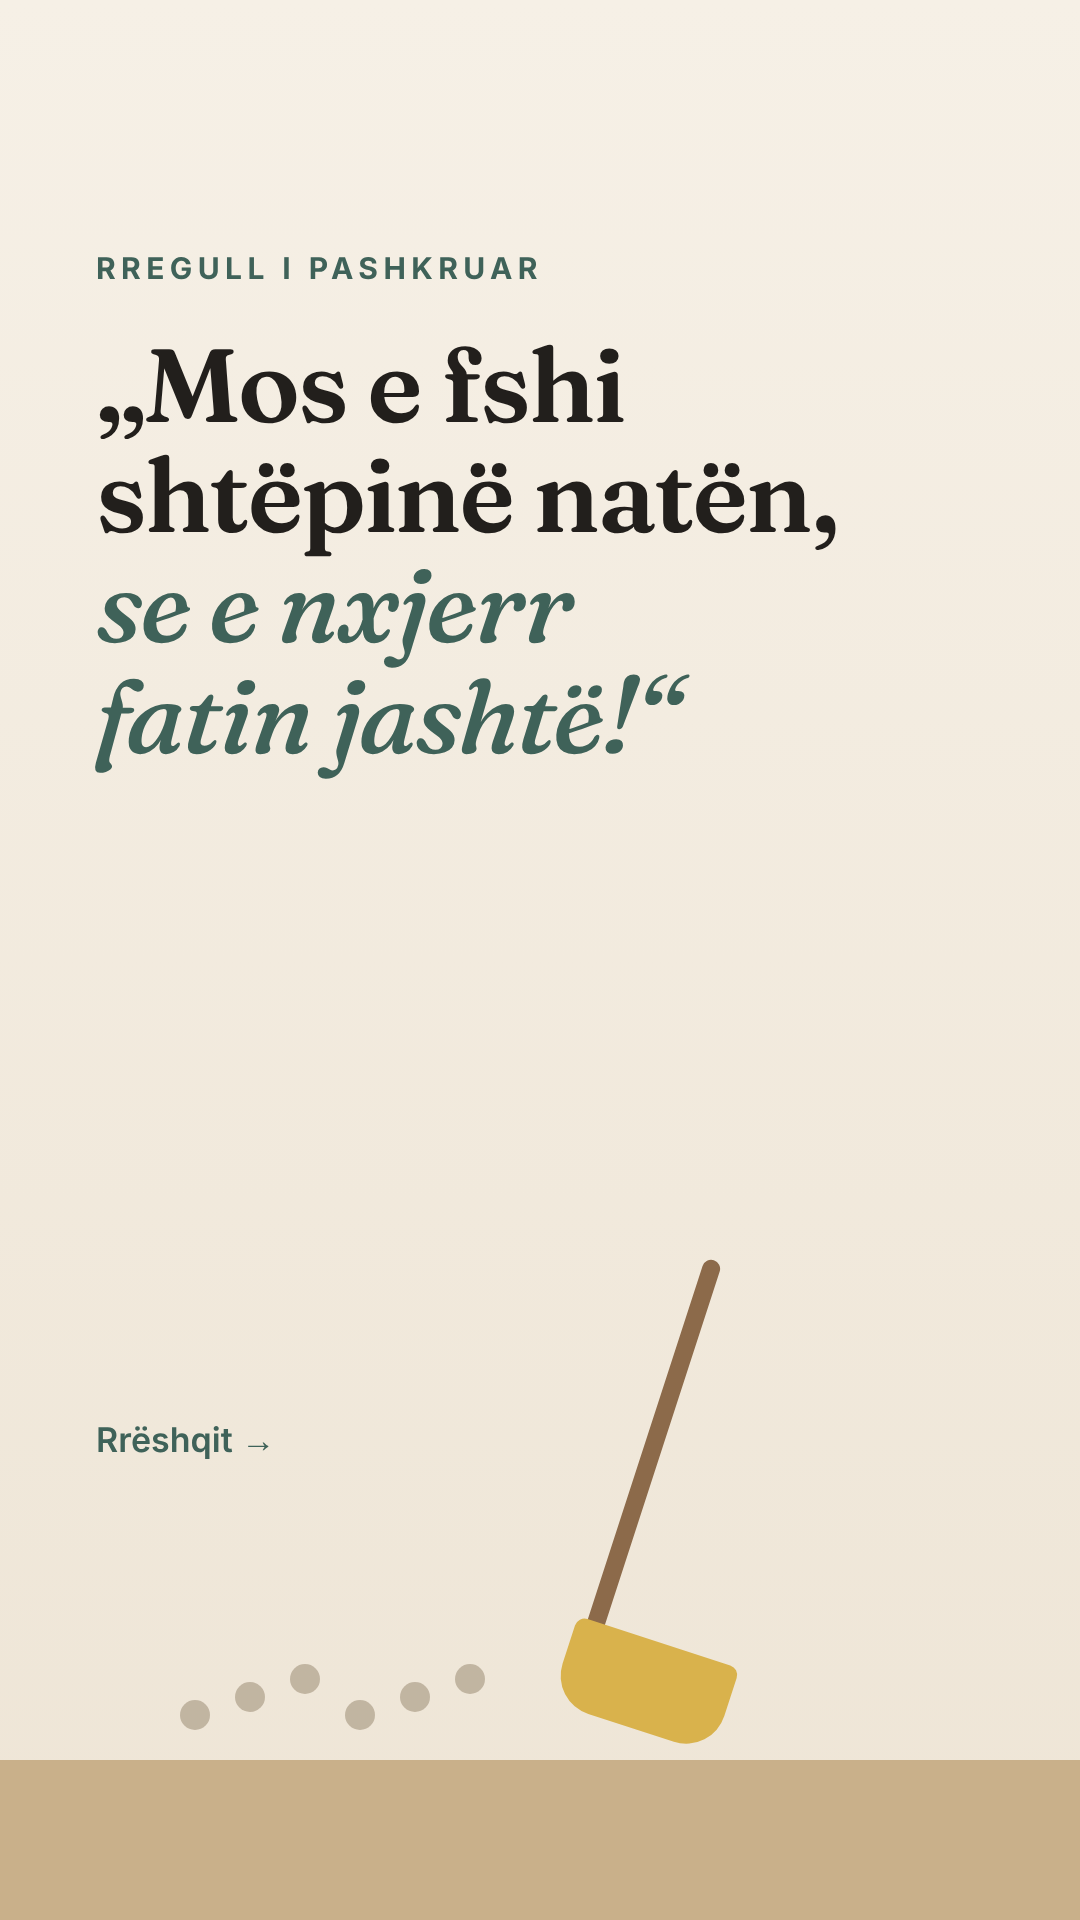 RREGULL I PASHKRUAR
„Mos e fshi
shtëpinë natën,
se e nxjerr
fatin jashtë!“
Rrëshqit →